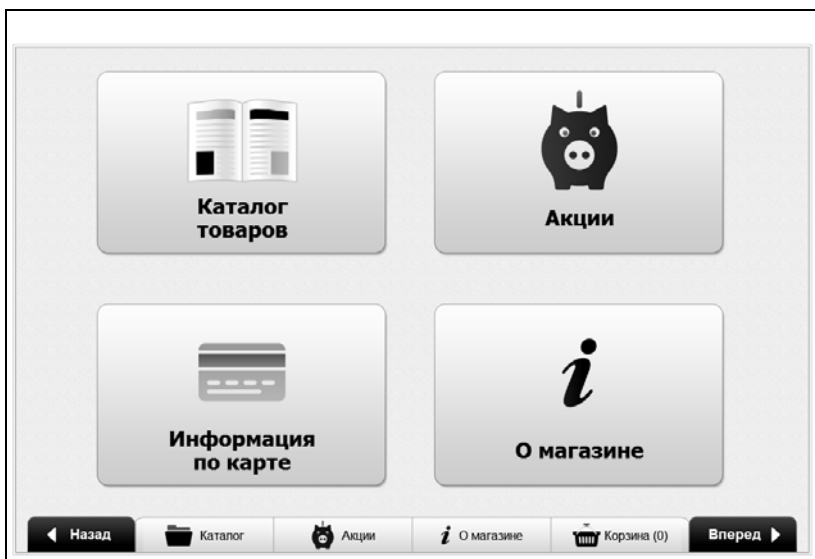 Каталог
товаров
Акции
Информация
по карте
О магазине
Назад Каталог Акции О магазине Корзина (0) Вперед